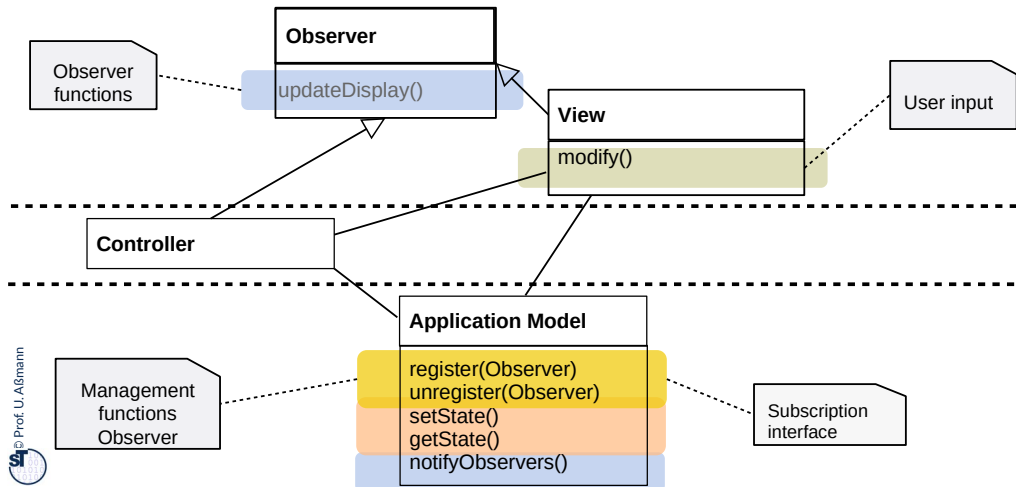 Observer
Observer
functions
updateDisplay()
User input
View
modify()
Controller
Application Model
register(Observer)
unregister(Observer)
setState()
getState()
notifyObservers()
Management
functions
Observer
Subscription
interface
© Prof. U. Aßmann
ST